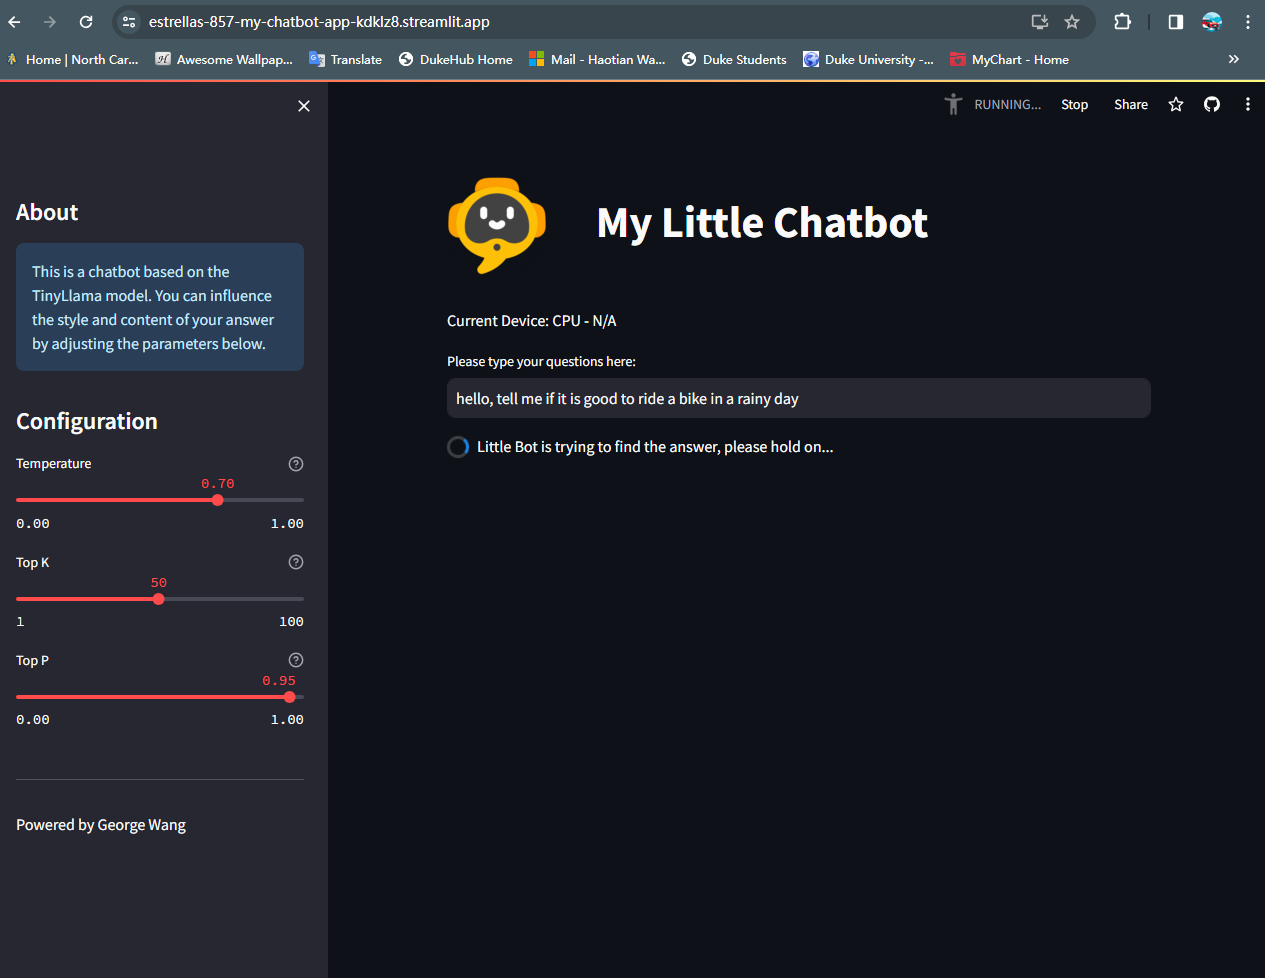 estrellas-857-my-chatbot-app-kdklz8.streamlit.app
Home | North Car...
Awesome Wallpap...
Translate
DukeHub Home
Mail - Haotian Wa...
Duke Students
Duke University -...
MyChart - Home
RUNNING...
Stop
Share
About
This is a chatbot based on the
TinyLlama model. You can influence
the style and content of your answer
by adjusting the parameters below.
Configuration
Temperature
0.70
0.00
1.00
Top K
50
1
100
Top P
0.95
0.00
1.00
Powered by George Wang
My Little Chatbot
Current Device: CPU - N/A
Please type your questions here:
hello, tell me if it is good to ride a bike in a rainy day
Little Bot is trying to find the answer, please hold on...